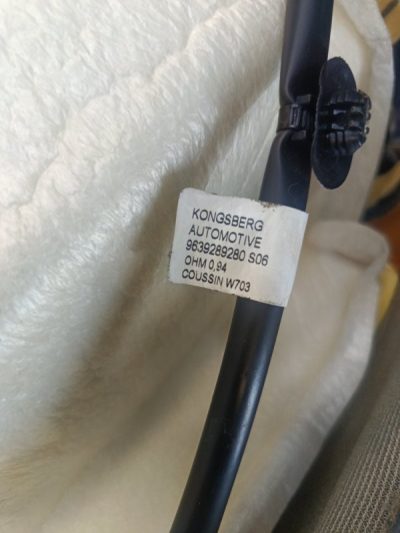 KONGSBERG
AUTOMOTIVE
9639289280 S06
OHM 0,94
COUSSIN W703